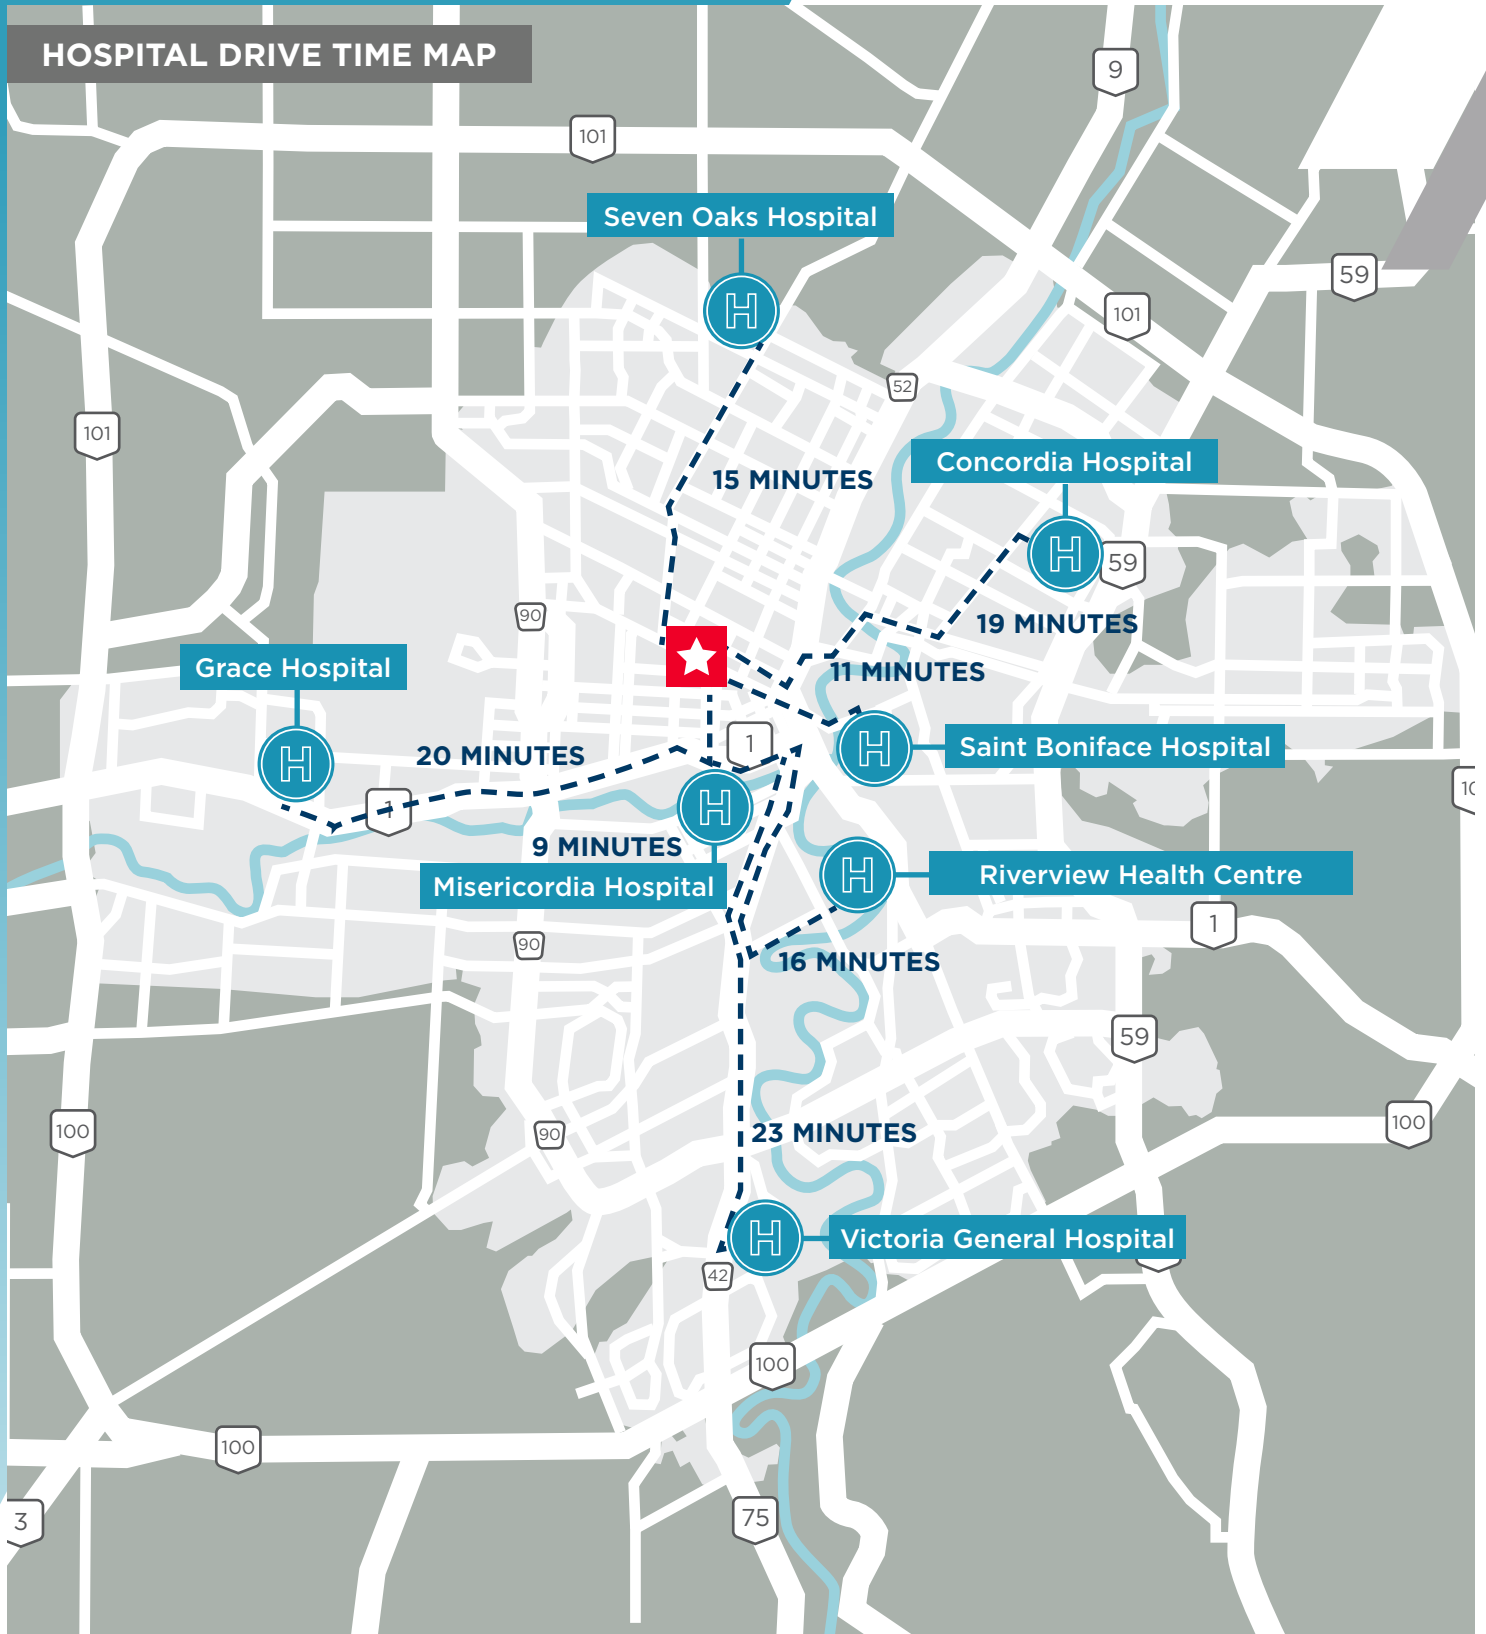 HOSPITAL DRIVE TIME MAP
9
101
Seven Oaks Hospital
H
59
101
52
101
15 MINUTES
Concordia Hospital
H
59
90
19 MINUTES
Grace Hospital
11 MINUTES
H
20 MINUTES
1
H
Saint Boniface Hospital
1
H
9 MINUTES
Misericordia Hospital
H
Riverview Health Centre
1
90
16 MINUTES
59
100
90
23 MINUTES
100
H
Victoria General Hospital
42
100
100
3
75